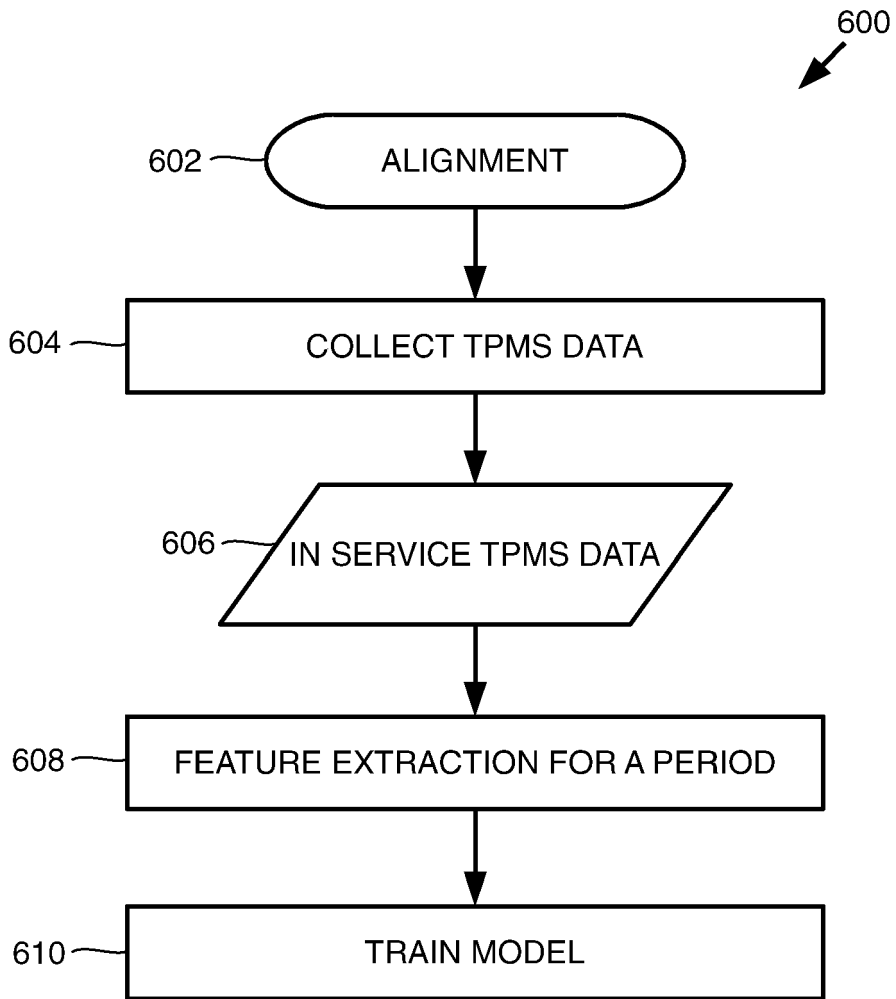 600
602
ALIGNMENT
604
COLLECT TPMS DATA
606
IN SERVICE TPMS DATA
608
FEATURE EXTRACTION FOR A PERIOD
610
TRAIN MODEL